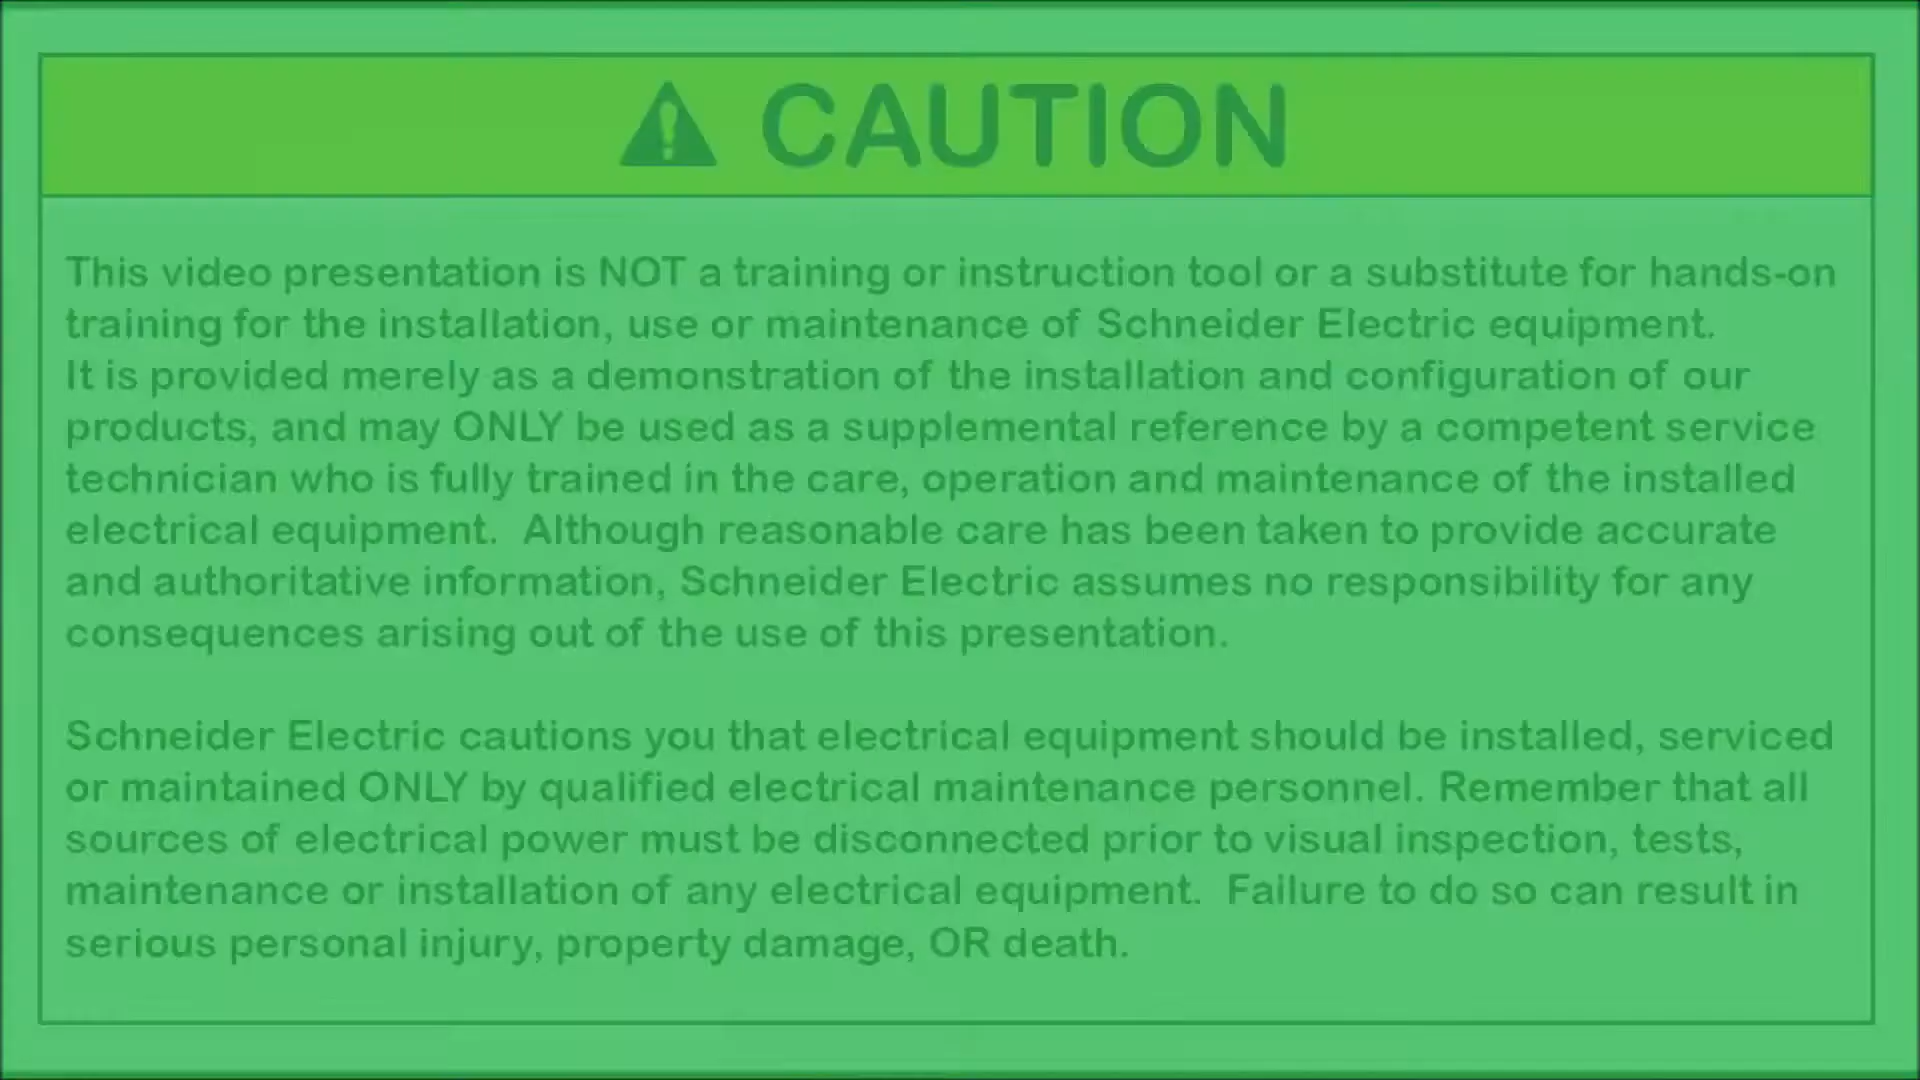 CAUTION
This video presentation is NOT a training or instruction tool or a substitute for hands-on
training for the installation, use or maintenance of Schneider Electric equipment.
It is provided merely as a demonstration of the installation and configuration of our
products, and may ONLY be used as a supplemental reference by a competent service
technician who is fully trained in the care, operation and maintenance of the installed
electrical equipment.  Although reasonable care has been taken to provide accurate
and authoritative information, Schneider Electric assumes no responsibility for any
consequences arising out of the use of this presentation.
Schneider Electric cautions you that electrical equipment should be installed, serviced
or maintained ONLY by qualified electrical maintenance personnel. Remember that all
sources of electrical power must be disconnected prior to visual inspection, tests,
maintenance or installation of any electrical equipment.  Failure to do so can result in
serious personal injury, property damage, OR death.